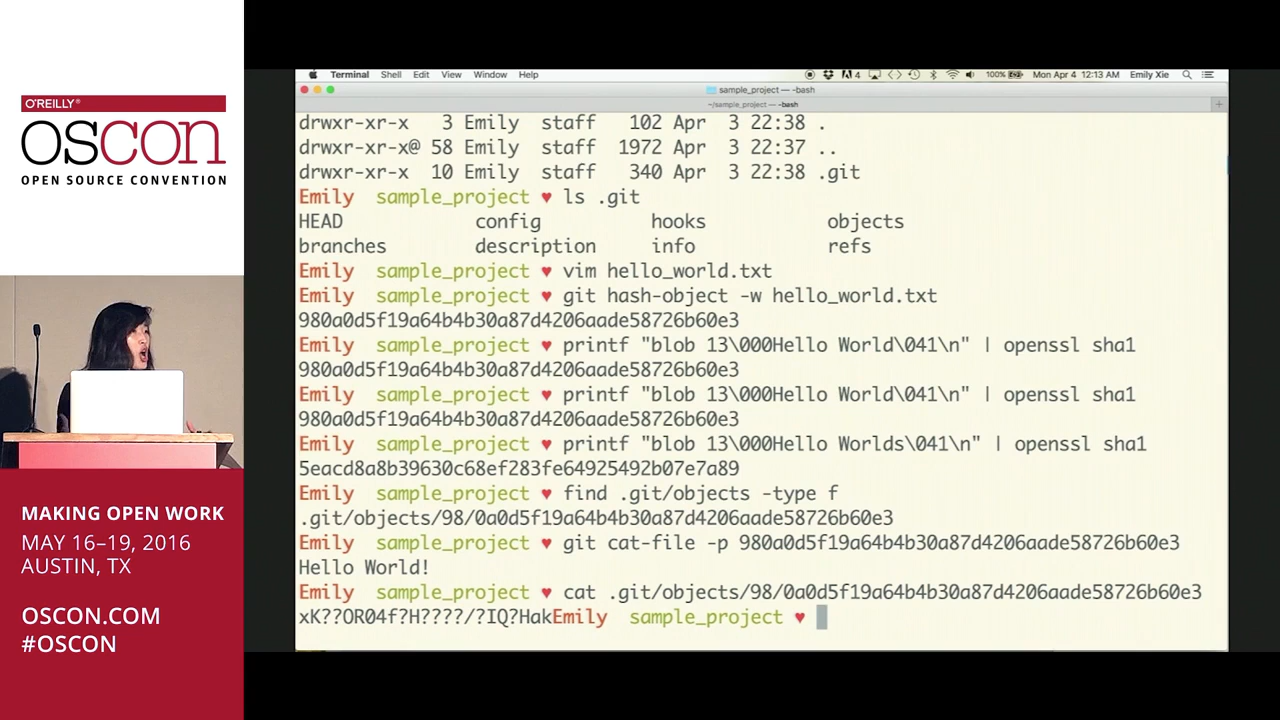 O'REILLY®
OSCON
OPEN SOURCE CONVENTION
MAKING OPEN WORK
MAY 16–19, 2016
AUSTIN, TX
OSCON.COM
#OSCON
Terminal Shell Edit View Window Help 4 100% Mon Apr 4 12:13 AM Emily Xie
sample_project — -bash
~/sample_project — -bash +
drwxr-xr-x 3 Emily staff 102 Apr 3 22:38 .
drwxr-xr-x@ 58 Emily staff 1972 Apr 3 22:37 ..
drwxr-xr-x 10 Emily staff 340 Apr 3 22:38 .git
Emily sample_project ♥ ls .git
HEAD config hooks objects
branches description info refs
Emily sample_project ♥ vim hello_world.txt
Emily sample_project ♥ git hash-object -w hello_world.txt
980a0d5f19a64b4b30a87d4206aade58726b60e3
Emily sample_project ♥ printf "blob 13\000Hello World\041\n" | openssl sha1
980a0d5f19a64b4b30a87d4206aade58726b60e3
Emily sample_project ♥ printf "blob 13\000Hello World\041\n" | openssl sha1
980a0d5f19a64b4b30a87d4206aade58726b60e3
Emily sample_project ♥ printf "blob 13\000Hello Worlds\041\n" | openssl sha1
5eacd8a8b39630c68ef283fe64925492b07e7a89
Emily sample_project ♥ find .git/objects -type f
.git/objects/98/0a0d5f19a64b4b30a87d4206aade58726b60e3
Emily sample_project ♥ git cat-file -p 980a0d5f19a64b4b30a87d4206aade58726b60e3
Hello World!
Emily sample_project ♥ cat .git/objects/98/0a0d5f19a64b4b30a87d4206aade58726b60e3
xK??OR04f?H????/?IQ?HakEmily sample_project ♥